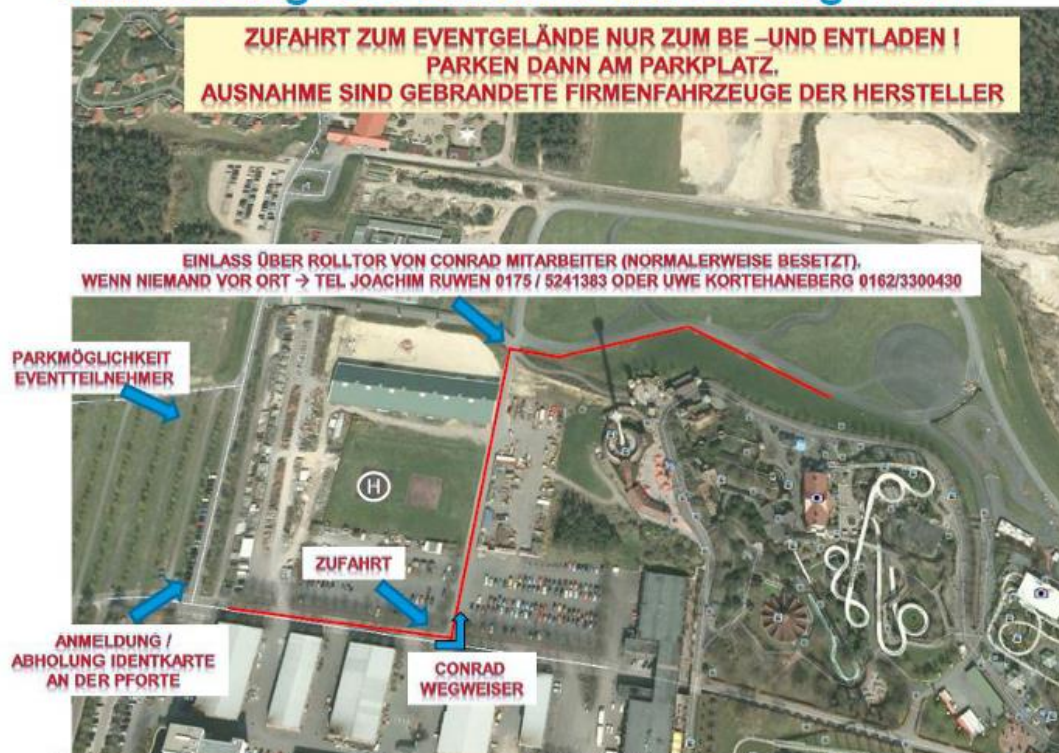 ZUFAHRT ZUM EVENTGELÄNDE NUR ZUM BE –UND ENTLADEN !
PARKEN DANN AM PARKPLATZ.
AUSNAHME SIND GEBRANDETE FIRMENFAHRZEUGE DER HERSTELLER
EINLASS ÜBER ROLLTOR VON CONRAD MITARBEITER (NORMALERWEISE BESETZT).
WENN NIEMAND VOR ORT → TEL JOACHIM RUWEN 0175 / 5241383 ODER UWE KORTEHANEBERG 0162/3300430
PARKMÖGLICHKEIT
EVENTTEILNEHMER
H
ZUFAHRT
ANMELDUNG /
ABHOLUNG IDENTKARTE
AN DER PFORTE
CONRAD
WEGWEISER